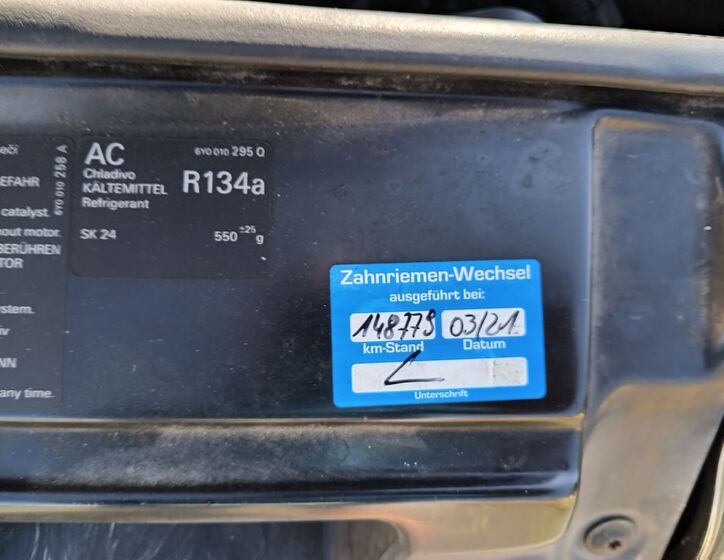 eči
EFAHR
catalyst.
out motor.
BERÜHREN
TOR
stem.
iv
NN
any time.
6Y0 010 258 A
AC
6Y0 010 295 Q
Chladivo
KÄLTEMITTEL
R134a
Refrigerant
SK 24
550 ±25 g
Zahnriemen-Wechsel
ausgeführt bei:
148779 03/21
km-Stand Datum
Unterschrift